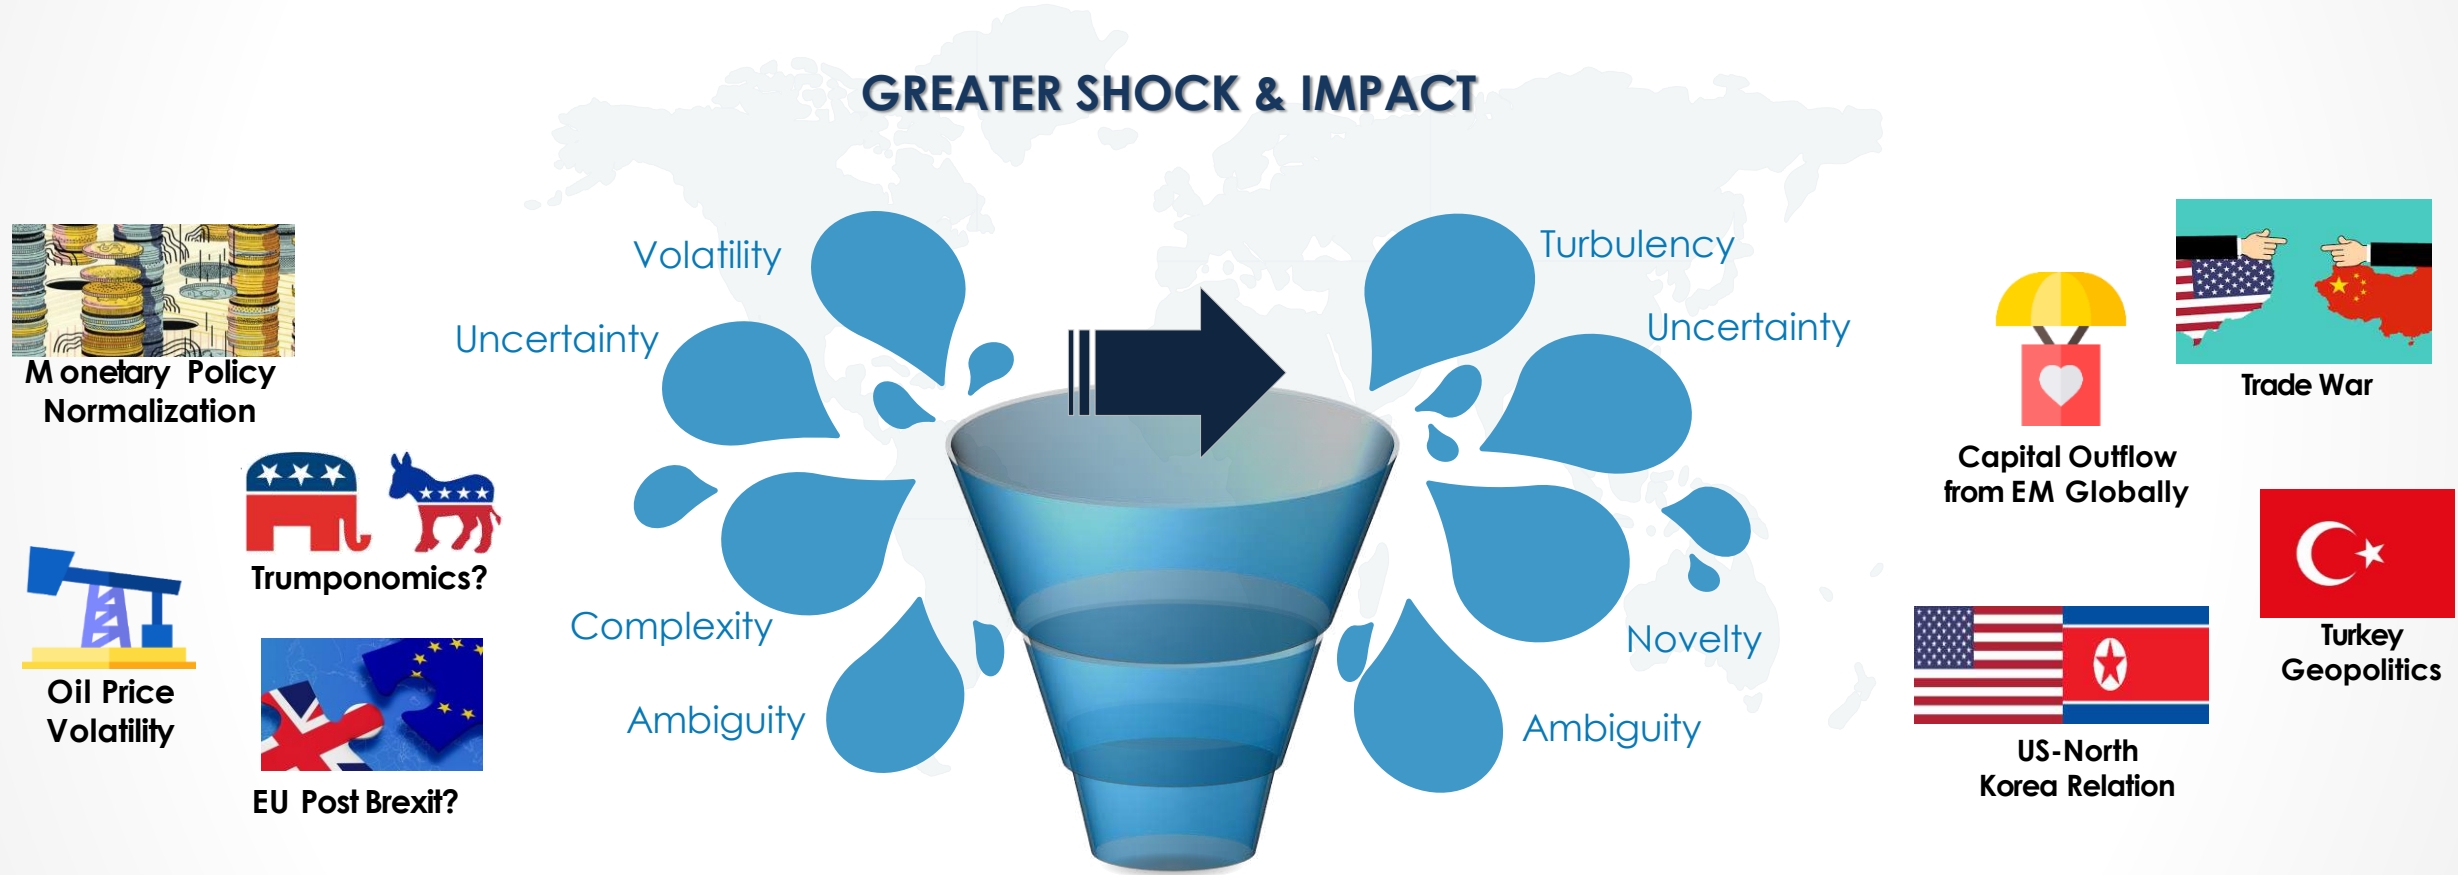 GREATER SHOCK & IMPACT
Volatility
Uncertainty
Complexity
Ambiguity
Turbulency
Uncertainty
Novelty
Ambiguity
Monetary Policy
Normalization
Trumponomics?
Oil Price
Volatility
EU Post Brexit?
Trade War
Capital Outflow
from EM Globally
Turkey
Geopolitics
US-North
Korea Relation